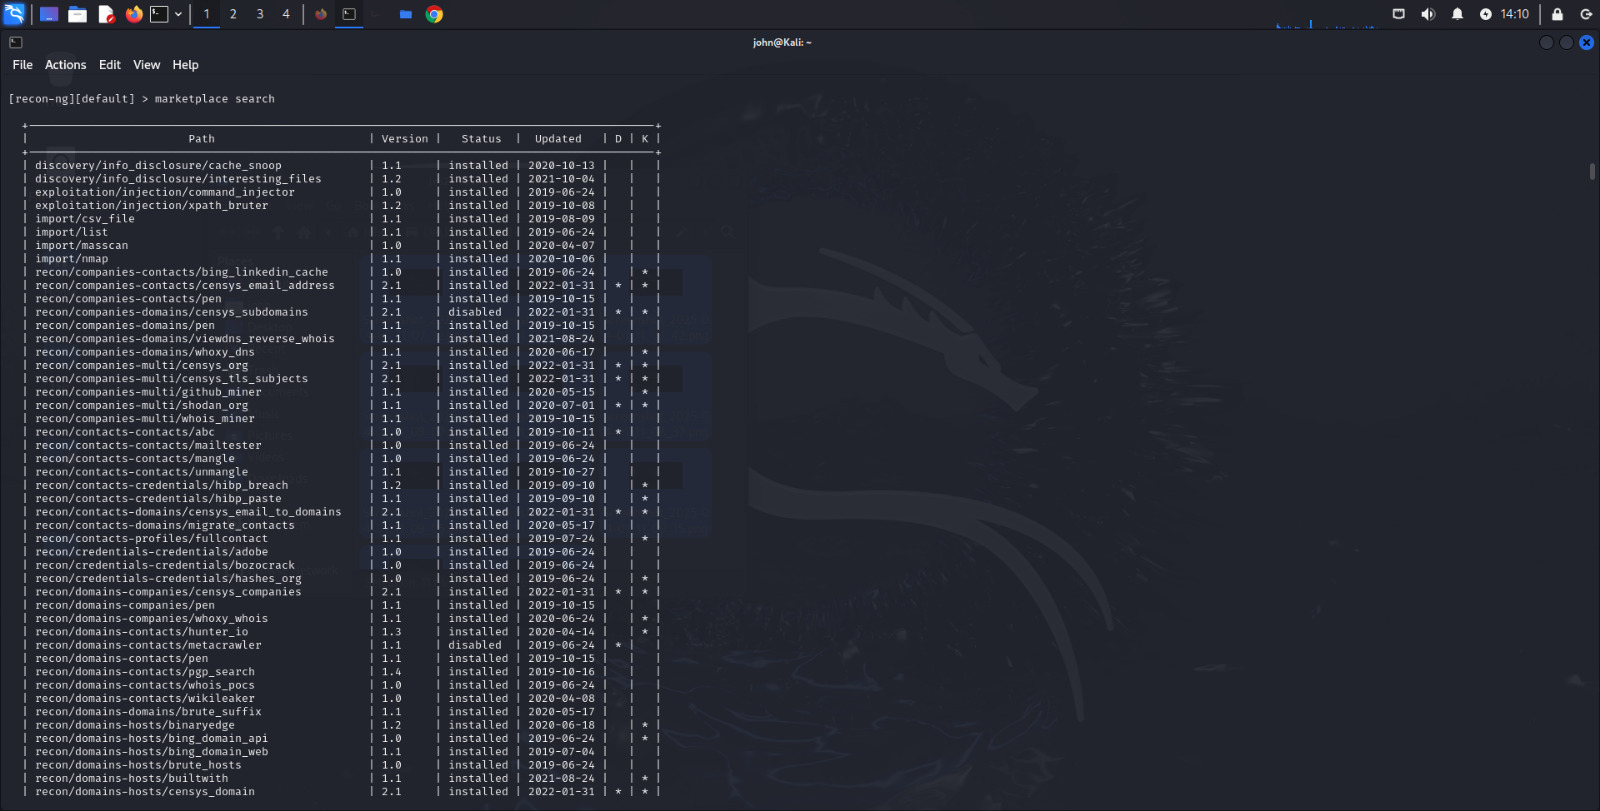 1 2 3 4 14:10
john@Kali: ~
File Actions Edit View Help
[recon-ng][default] > marketplace search
+---------------------------------------------------------------------------------------------+
| Path | Version | Status | Updated | D | K |
+---------------------------------------------------------------------------------------------+
| discovery/info_disclosure/cache_snoop | 1.1 | installed | 2020-10-13 | | |
| discovery/info_disclosure/interesting_files | 1.2 | installed | 2021-10-04 | | |
| exploitation/injection/command_injector | 1.0 | installed | 2019-06-24 | | |
| exploitation/injection/xpath_bruter | 1.2 | installed | 2019-10-08 | | |
| import/csv_file | 1.1 | installed | 2019-08-09 | | |
| import/list | 1.1 | installed | 2019-06-24 | | |
| import/masscan | 1.0 | installed | 2020-04-07 | | |
| import/nmap | 1.1 | installed | 2020-10-06 | | |
| recon/companies-contacts/bing_linkedin_cache | 1.0 | installed | 2019-06-24 | | * |
| recon/companies-contacts/censys_email_address | 2.1 | installed | 2022-01-31 | * | * |
| recon/companies-contacts/pen | 1.1 | installed | 2019-10-15 | | |
| recon/companies-domains/censys_subdomains | 2.1 | disabled | 2022-01-31 | * | * |
| recon/companies-domains/pen | 1.1 | installed | 2019-10-15 | | |
| recon/companies-domains/viewdns_reverse_whois | 1.1 | installed | 2021-08-24 | | |
| recon/companies-domains/whoxy_dns | 1.1 | installed | 2020-06-17 | | * |
| recon/companies-multi/censys_org | 2.1 | installed | 2022-01-31 | * | * |
| recon/companies-multi/censys_tls_subjects | 2.1 | installed | 2022-01-31 | * | * |
| recon/companies-multi/github_miner | 1.1 | installed | 2020-05-15 | | * |
| recon/companies-multi/shodan_org | 1.1 | installed | 2020-07-01 | * | * |
| recon/companies-multi/whois_miner | 1.1 | installed | 2019-10-15 | | |
| recon/contacts-contacts/abc | 1.0 | installed | 2019-10-11 | * | |
| recon/contacts-contacts/mailtester | 1.0 | installed | 2019-06-24 | | |
| recon/contacts-contacts/mangle | 1.0 | installed | 2019-06-24 | | |
| recon/contacts-contacts/unmangle | 1.1 | installed | 2019-10-27 | | |
| recon/contacts-credentials/hibp_breach | 1.2 | installed | 2019-09-10 | | * |
| recon/contacts-credentials/hibp_paste | 1.1 | installed | 2019-09-10 | | * |
| recon/contacts-domains/censys_email_to_domains | 2.1 | installed | 2022-01-31 | * | * |
| recon/contacts-domains/migrate_contacts | 1.1 | installed | 2020-05-17 | | |
| recon/contacts-profiles/fullcontact | 1.1 | installed | 2019-07-24 | | * |
| recon/credentials-credentials/adobe | 1.0 | installed | 2019-06-24 | | |
| recon/credentials-credentials/bozocrack | 1.0 | installed | 2019-06-24 | | |
| recon/credentials-credentials/hashes_org | 1.0 | installed | 2019-06-24 | | * |
| recon/domains-companies/censys_companies | 2.1 | installed | 2022-01-31 | * | * |
| recon/domains-companies/pen | 1.1 | installed | 2019-10-15 | | |
| recon/domains-companies/whoxy_whois | 1.1 | installed | 2020-06-24 | | * |
| recon/domains-contacts/hunter_io | 1.3 | installed | 2020-04-14 | | * |
| recon/domains-contacts/metacrawler | 1.1 | disabled | 2019-06-24 | * | |
| recon/domains-contacts/pen | 1.1 | installed | 2019-10-15 | | |
| recon/domains-contacts/pgp_search | 1.4 | installed | 2019-10-16 | | |
| recon/domains-contacts/whois_pocs | 1.0 | installed | 2019-06-24 | | |
| recon/domains-contacts/wikileaker | 1.0 | installed | 2020-04-08 | | |
| recon/domains-domains/brute_suffix | 1.1 | installed | 2020-05-17 | | |
| recon/domains-hosts/binaryedge | 1.2 | installed | 2020-06-18 | | * |
| recon/domains-hosts/bing_domain_api | 1.0 | installed | 2019-06-24 | | * |
| recon/domains-hosts/bing_domain_web | 1.1 | installed | 2019-07-04 | | |
| recon/domains-hosts/brute_hosts | 1.0 | installed | 2019-06-24 | | |
| recon/domains-hosts/builtwith | 1.1 | installed | 2021-08-24 | | * |
| recon/domains-hosts/censys_domain | 2.1 | installed | 2022-01-31 | * | * |